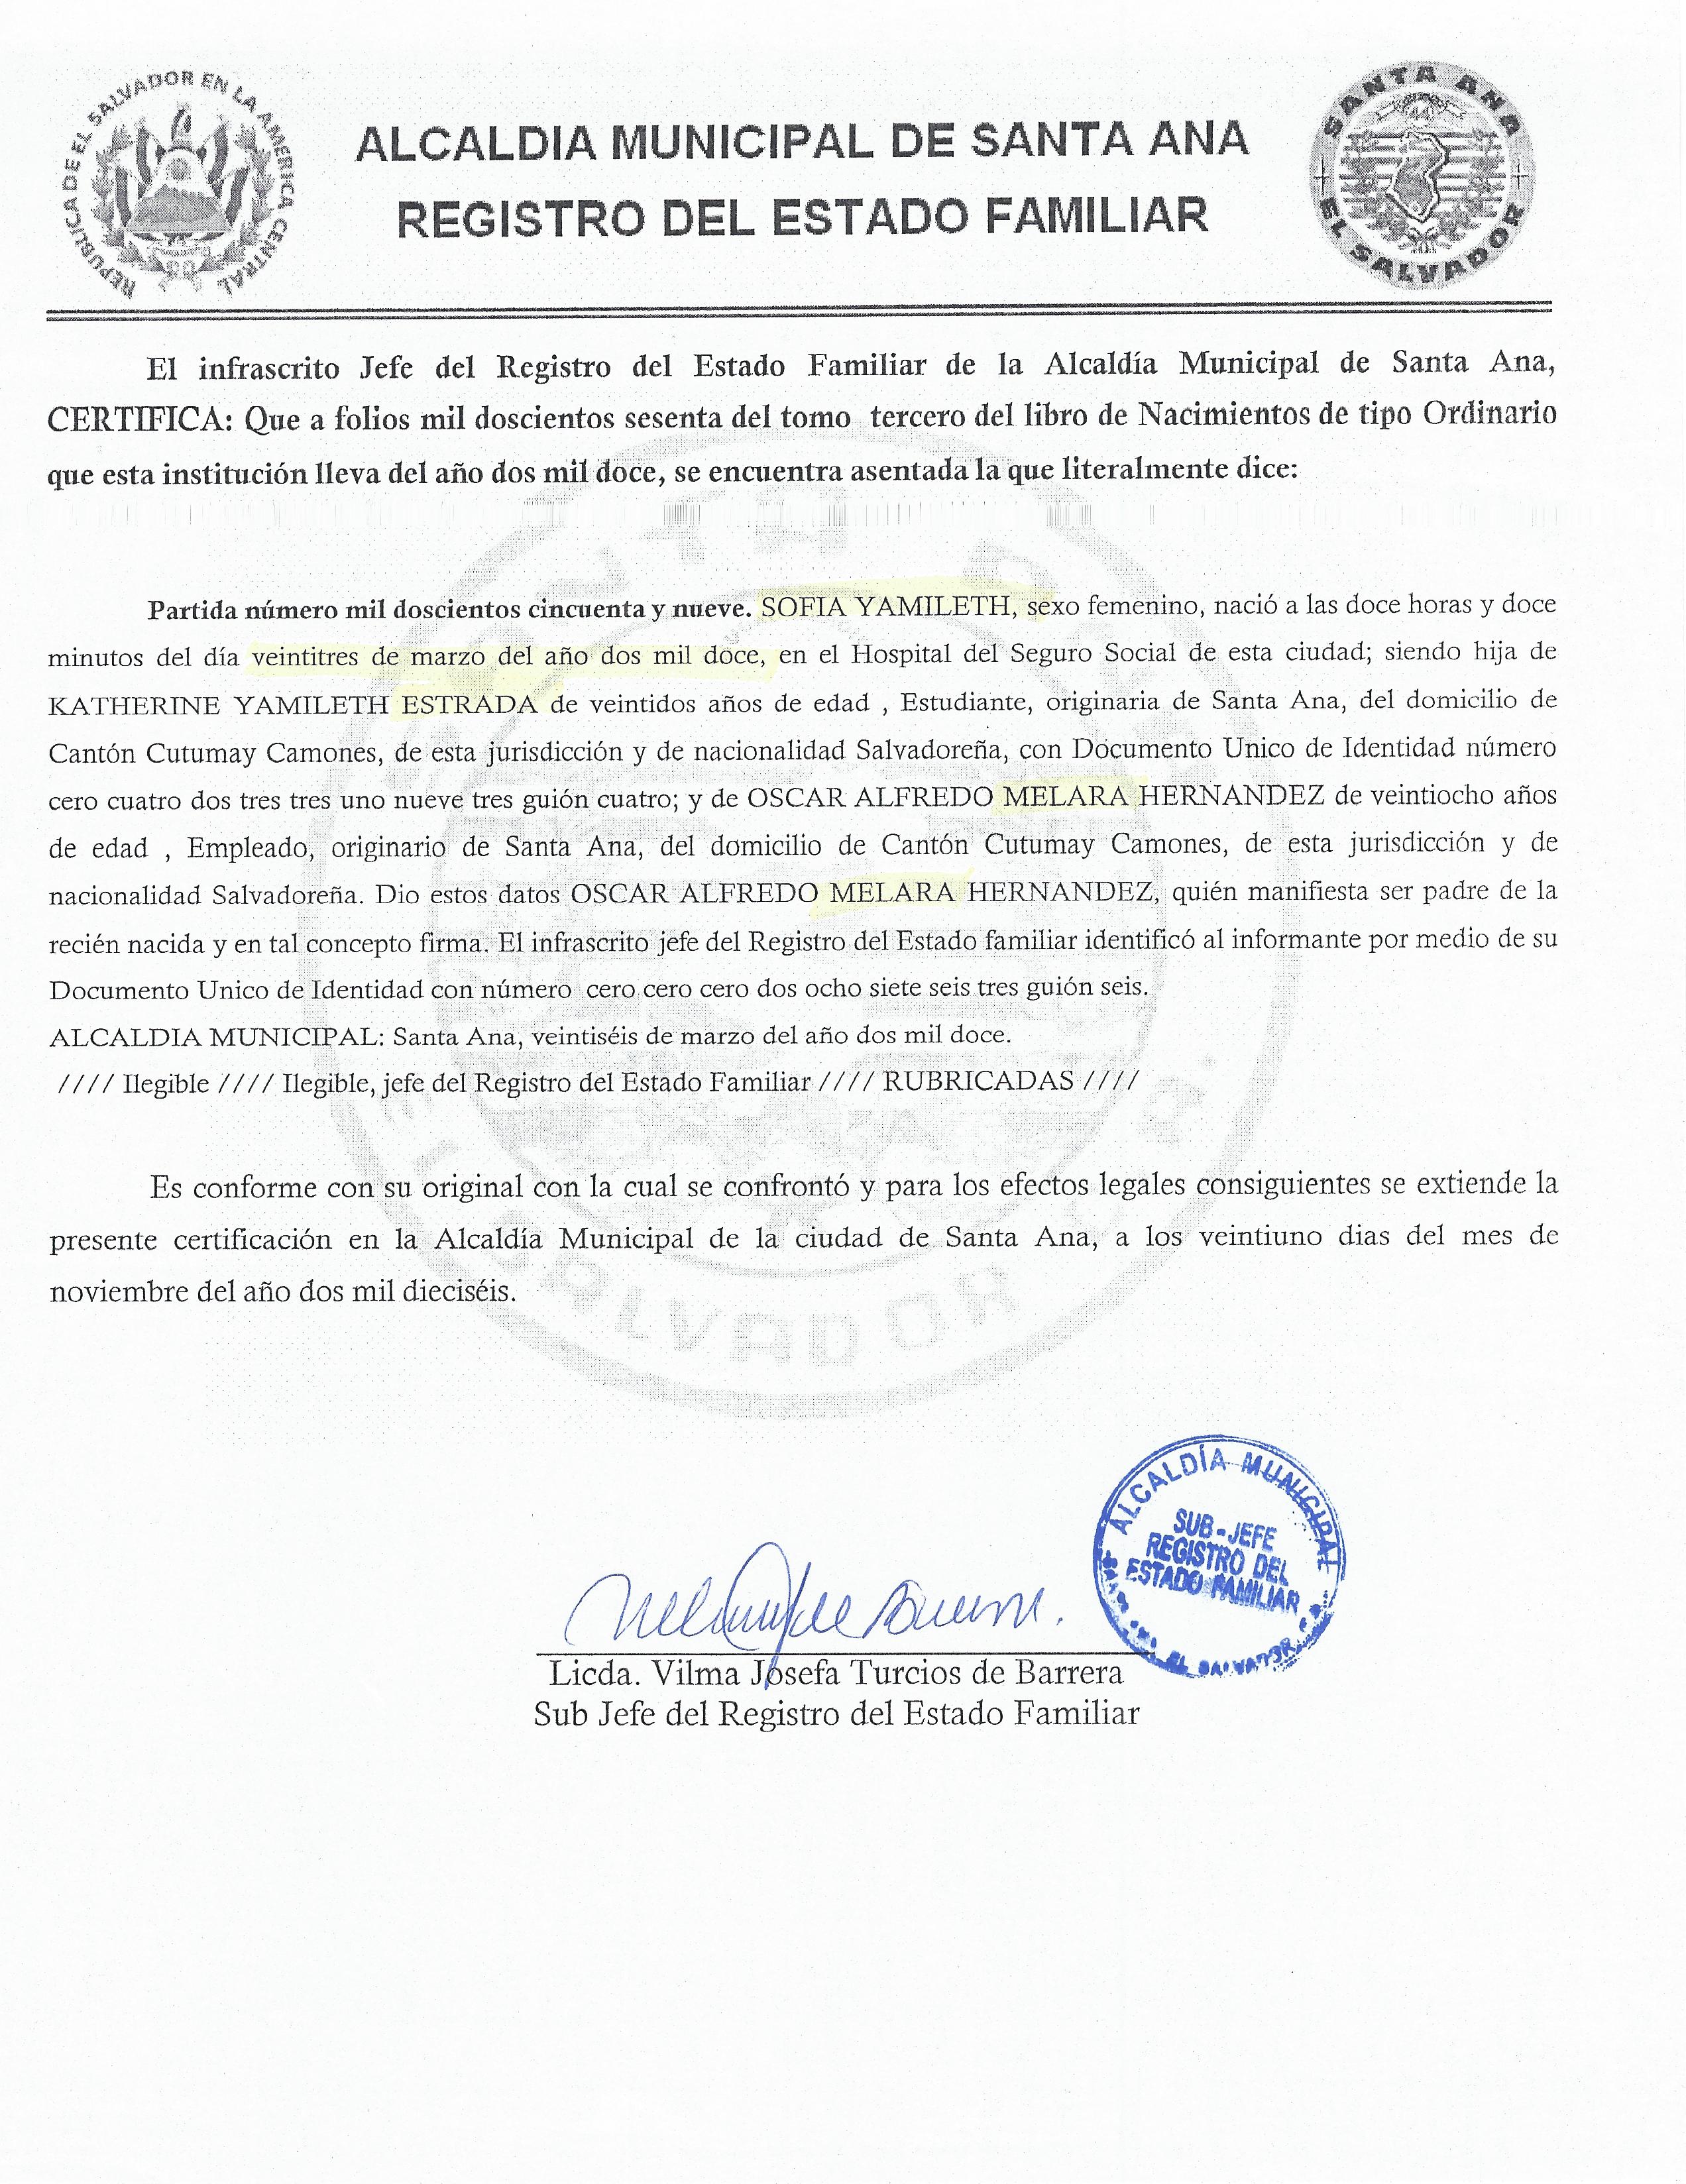 REPUBLICA DE EL SALVADOR EN LA AMERICA CENTRAL
ALCALDIA MUNICIPAL DE SANTA ANA
REGISTRO DEL ESTADO FAMILIAR
SANTA ANA
EL SALVADOR
El infrascrito Jefe del Registro del Estado Familiar de la Alcaldía Municipal de Santa Ana,
CERTIFICA: Que a folios mil doscientos sesenta del tomo tercero del libro de Nacimientos de tipo Ordinario
que esta institución lleva del año dos mil doce, se encuentra asentada la que literalmente dice:
Partida número mil doscientos cincuenta y nueve. SOFIA YAMILETH, sexo femenino, nació a las doce horas y doce
minutos del día veintitres de marzo del año dos mil doce, en el Hospital del Seguro Social de esta ciudad; siendo hija de
KATHERINE YAMILETH ESTRADA de veintidos años de edad , Estudiante, originaria de Santa Ana, del domicilio de
Cantón Cutumay Camones, de esta jurisdicción y de nacionalidad Salvadoreña, con Documento Unico de Identidad número
cero cuatro dos tres tres uno nueve tres guión cuatro; y de OSCAR ALFREDO MELARA HERNANDEZ de veintiocho años
de edad , Empleado, originario de Santa Ana, del domicilio de Cantón Cutumay Camones, de esta jurisdicción y de
nacionalidad Salvadoreña. Dio estos datos OSCAR ALFREDO MELARA HERNANDEZ, quién manifiesta ser padre de la
recién nacida y en tal concepto firma. El infrascrito jefe del Registro del Estado familiar identificó al informante por medio de su
Documento Unico de Identidad con número cero cero cero dos ocho siete seis tres guión seis.
ALCALDIA MUNICIPAL: Santa Ana, veintiséis de marzo del año dos mil doce.
//// Ilegible //// Ilegible, jefe del Registro del Estado Familiar //// RUBRICADAS ////
Es conforme con su original con la cual se confrontó y para los efectos legales consiguientes se extiende la
presente certificación en la Alcaldía Municipal de la ciudad de Santa Ana, a los veintiuno dias del mes de
noviembre del año dos mil dieciséis.
ALCALDÍA MUNICIPAL
SUB-JEFE
REGISTRO DEL
ESTADO FAMILIAR
EL SALVADOR
Licda. Vilma Josefa Turcios de Barrera
Sub Jefe del Registro del Estado Familiar